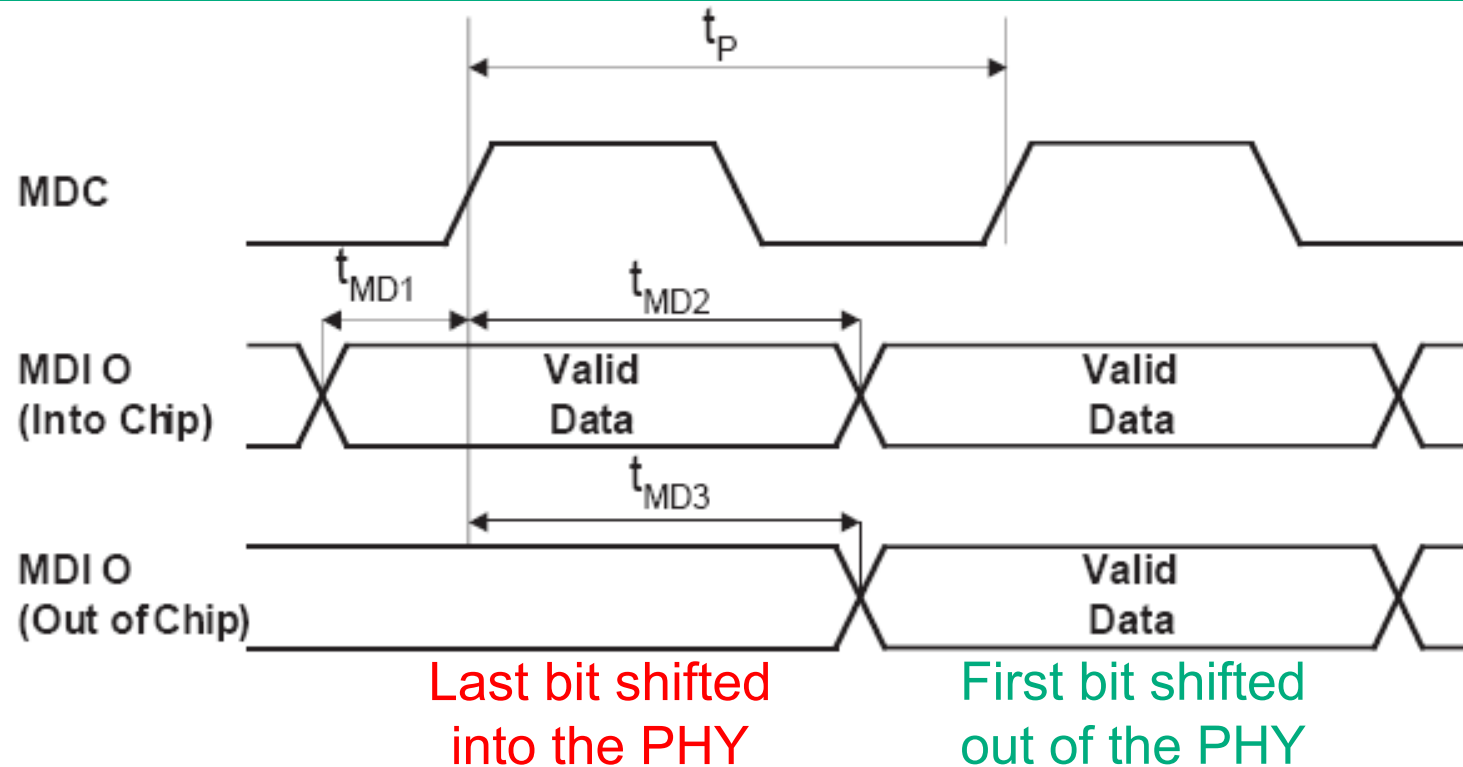 tP
MDC
tMD1
tMD2
MDI O
(Into Chip)
Valid
Data
Valid
Data
tMD3
MDI O
(Out of Chip)
Valid
Data
Last bit shifted
into the PHY
First bit shifted
out of the PHY